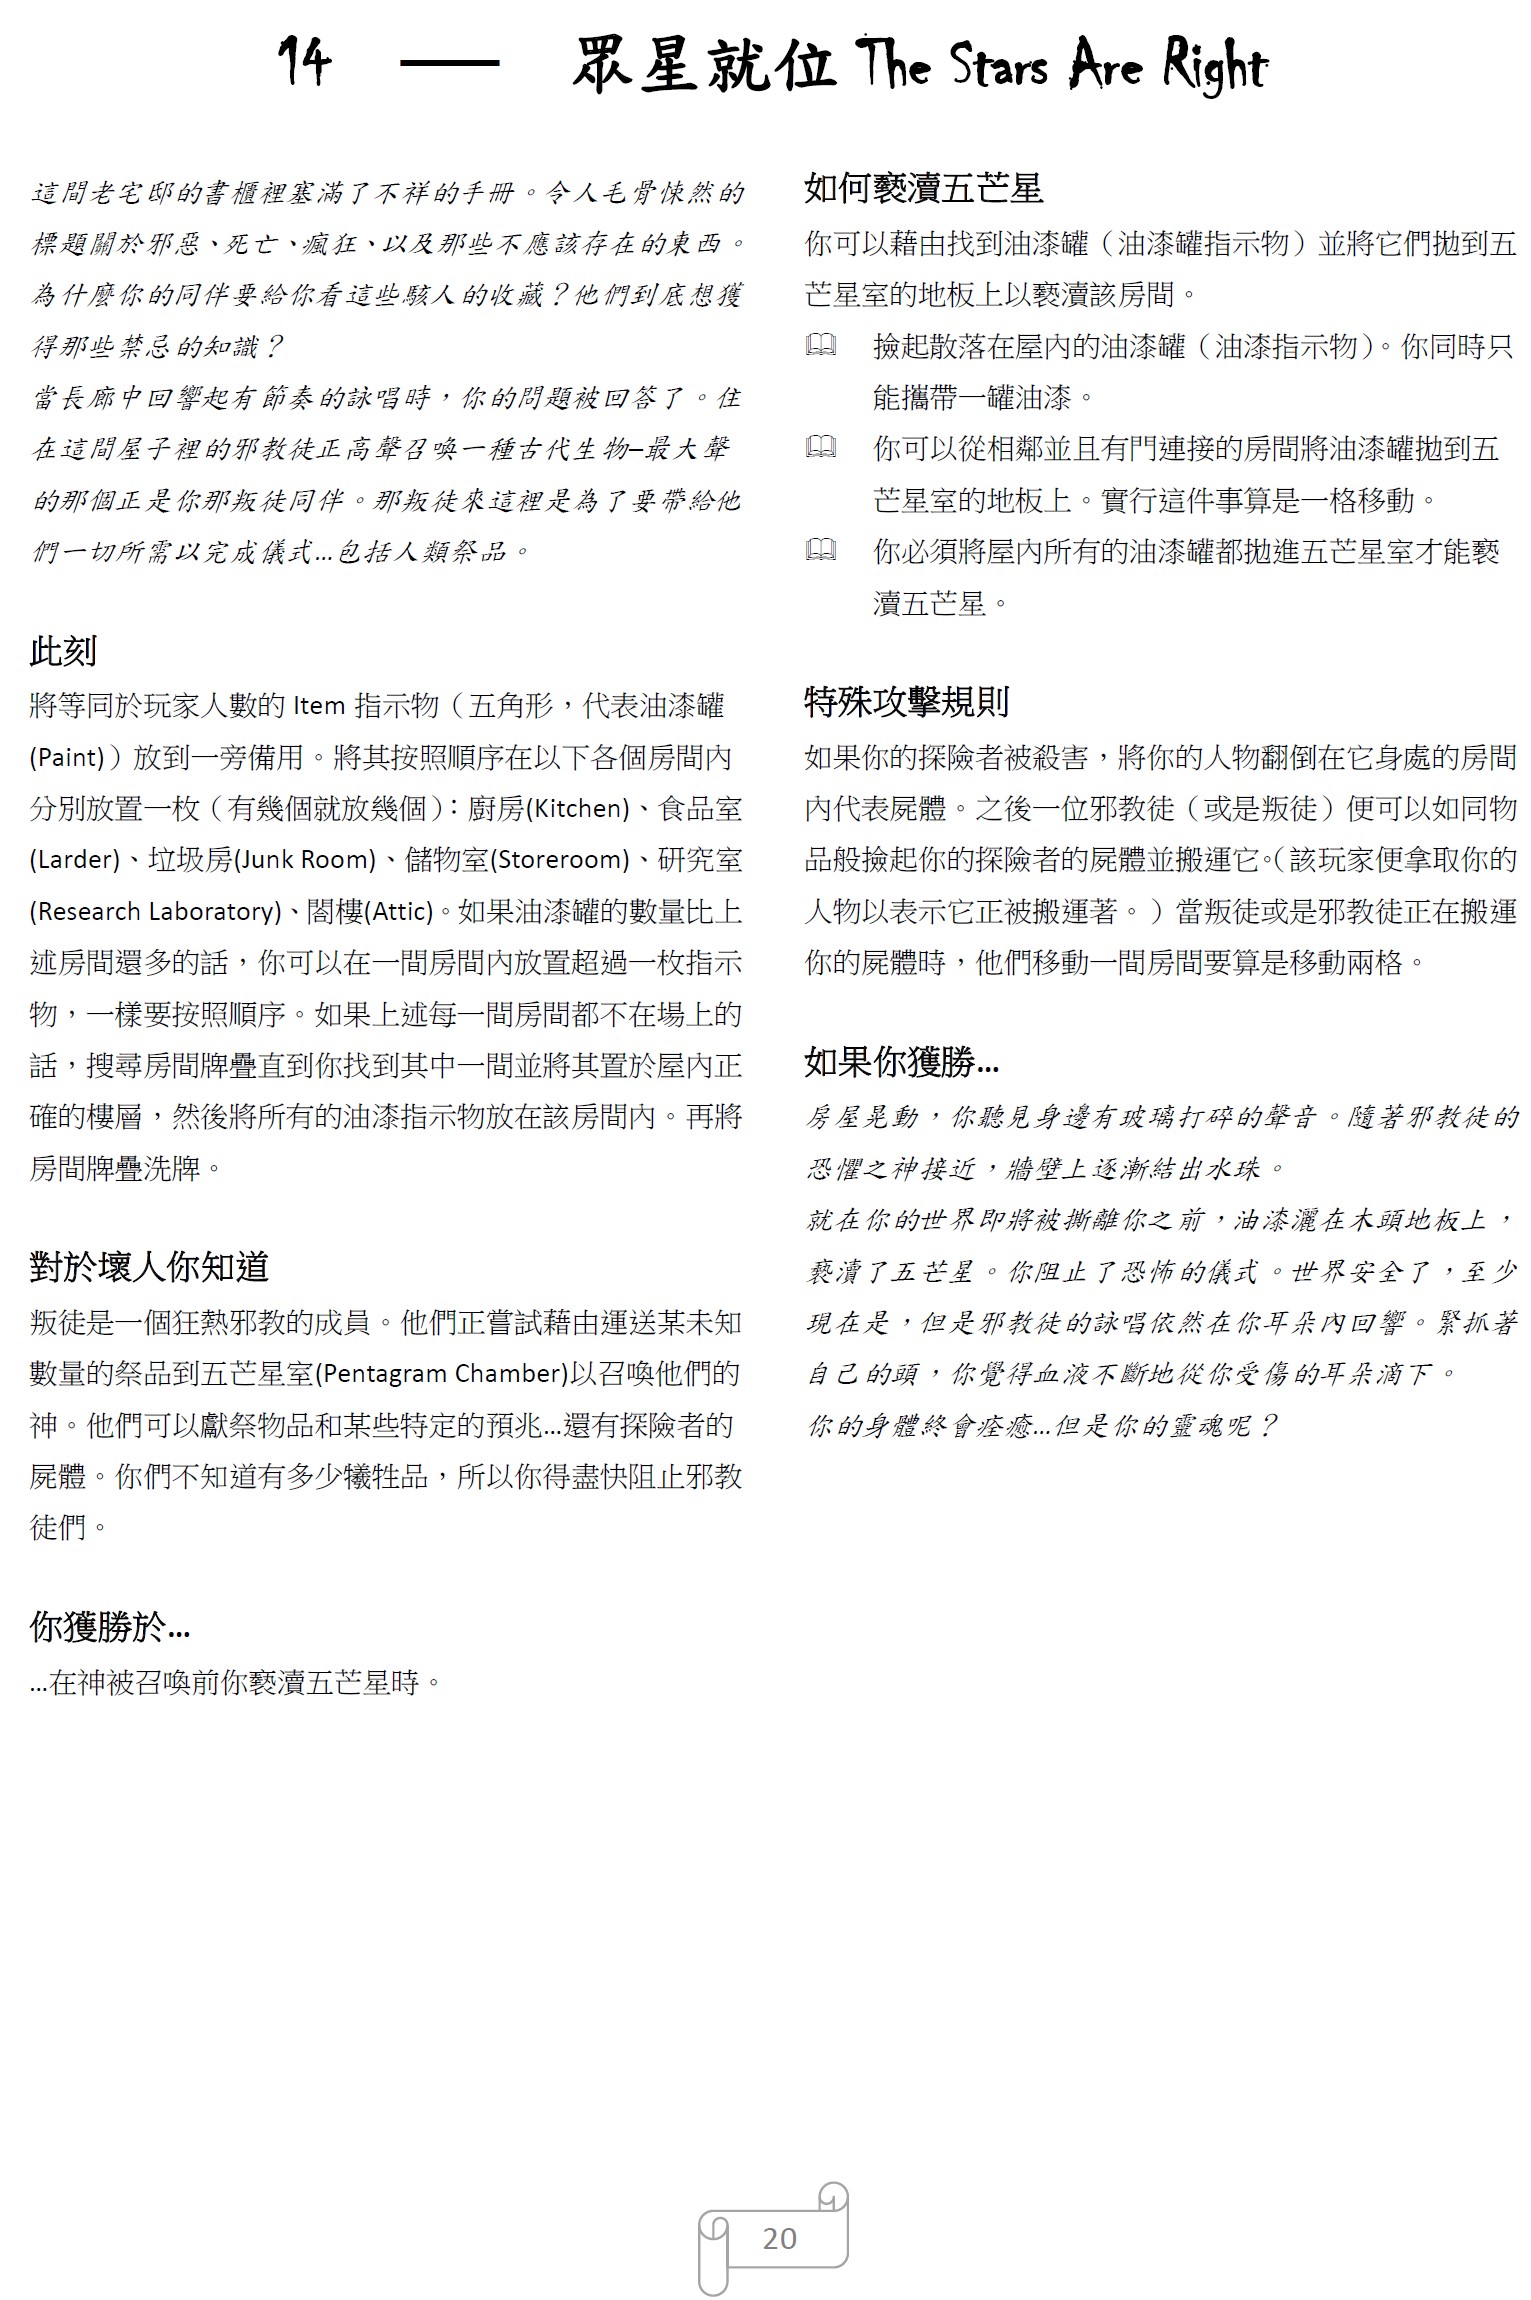 14 — 眾星就位 The Stars Are Right
這間老宅邸的書櫃裡塞滿了不祥的手冊。令人毛骨悚然的
標題關於邪惡、死亡、瘋狂、以及那些不應該存在的東西。
為什麼你的同伴要給你看這些駭人的收藏？他們到底想獲
得那些禁忌的知識？
當長廊中回響起有節奏的詠唱時，你的問題被回答了。住
在這間屋子裡的邪教徒正高聲召喚一種古代生物–最大聲
的那個正是你那叛徒同伴。那叛徒來這裡是為了要帶給他
們一切所需以完成儀式…包括人類祭品。
此刻
將等同於玩家人數的 Item 指示物（五角形，代表油漆罐
(Paint)）放到一旁備用。將其按照順序在以下各個房間內
分別放置一枚（有幾個就放幾個）：廚房(Kitchen)、食品室
(Larder)、垃圾房(Junk Room)、儲物室(Storeroom)、研究室
(Research Laboratory)、閣樓(Attic)。如果油漆罐的數量比上
述房間還多的話，你可以在一間房間內放置超過一枚指示
物，一樣要按照順序。如果上述每一間房間都不在場上的
話，搜尋房間牌疊直到你找到其中一間並將其置於屋內正
確的樓層，然後將所有的油漆指示物放在該房間內。再將
房間牌疊洗牌。
對於壞人你知道
叛徒是一個狂熱邪教的成員。他們正嘗試藉由運送某未知
數量的祭品到五芒星室(Pentagram Chamber)以召喚他們的
神。他們可以獻祭物品和某些特定的預兆…還有探險者的
屍體。你們不知道有多少犧牲品，所以你得盡快阻止邪教
徒們。
你獲勝於…
…在神被召喚前你褻瀆五芒星時。
如何褻瀆五芒星
你可以藉由找到油漆罐（油漆罐指示物）並將它們拋到五
芒星室的地板上以褻瀆該房間。
撿起散落在屋內的油漆罐（油漆指示物）。你同時只
能攜帶一罐油漆。
你可以從相鄰並且有門連接的房間將油漆罐拋到五
芒星室的地板上。實行這件事算是一格移動。
你必須將屋內所有的油漆罐都拋進五芒星室才能褻
瀆五芒星。
特殊攻擊規則
如果你的探險者被殺害，將你的人物翻倒在它身處的房間
內代表屍體。之後一位邪教徒（或是叛徒）便可以如同物
品般撿起你的探險者的屍體並搬運它。（該玩家便拿取你的
人物以表示它正被搬運著。）當叛徒或是邪教徒正在搬運
你的屍體時，他們移動一間房間要算是移動兩格。
如果你獲勝…
房屋晃動，你聽見身邊有玻璃打碎的聲音。隨著邪教徒的
恐懼之神接近，牆壁上逐漸結出水珠。
就在你的世界即將被撕離你之前，油漆灑在木頭地板上，
褻瀆了五芒星。你阻止了恐怖的儀式。世界安全了，至少
現在是，但是邪教徒的詠唱依然在你耳朵內回響。緊抓著
自己的頭，你覺得血液不斷地從你受傷的耳朵滴下。
你的身體終會痊癒…但是你的靈魂呢？
20